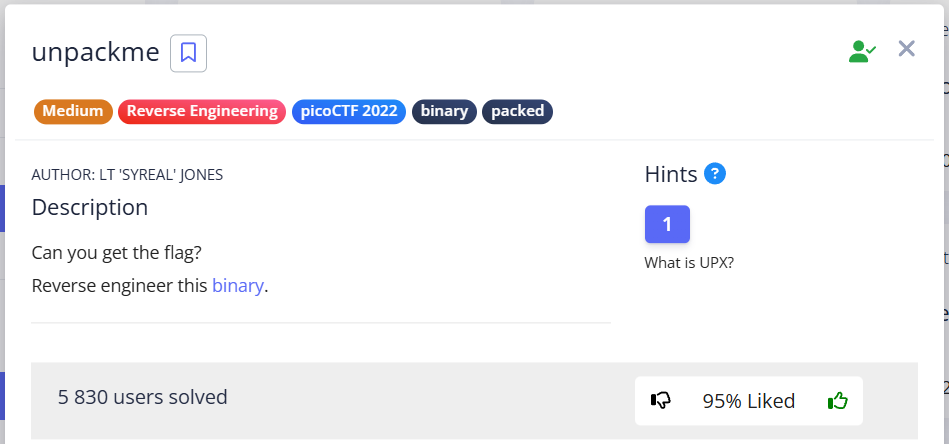 unpackme
Medium Reverse Engineering picoCTF 2022 binary packed
AUTHOR: LT 'SYREAL' JONES
Description
Can you get the flag?
Reverse engineer this binary.
Hints ?
1
What is UPX?
5 830 users solved
95% Liked